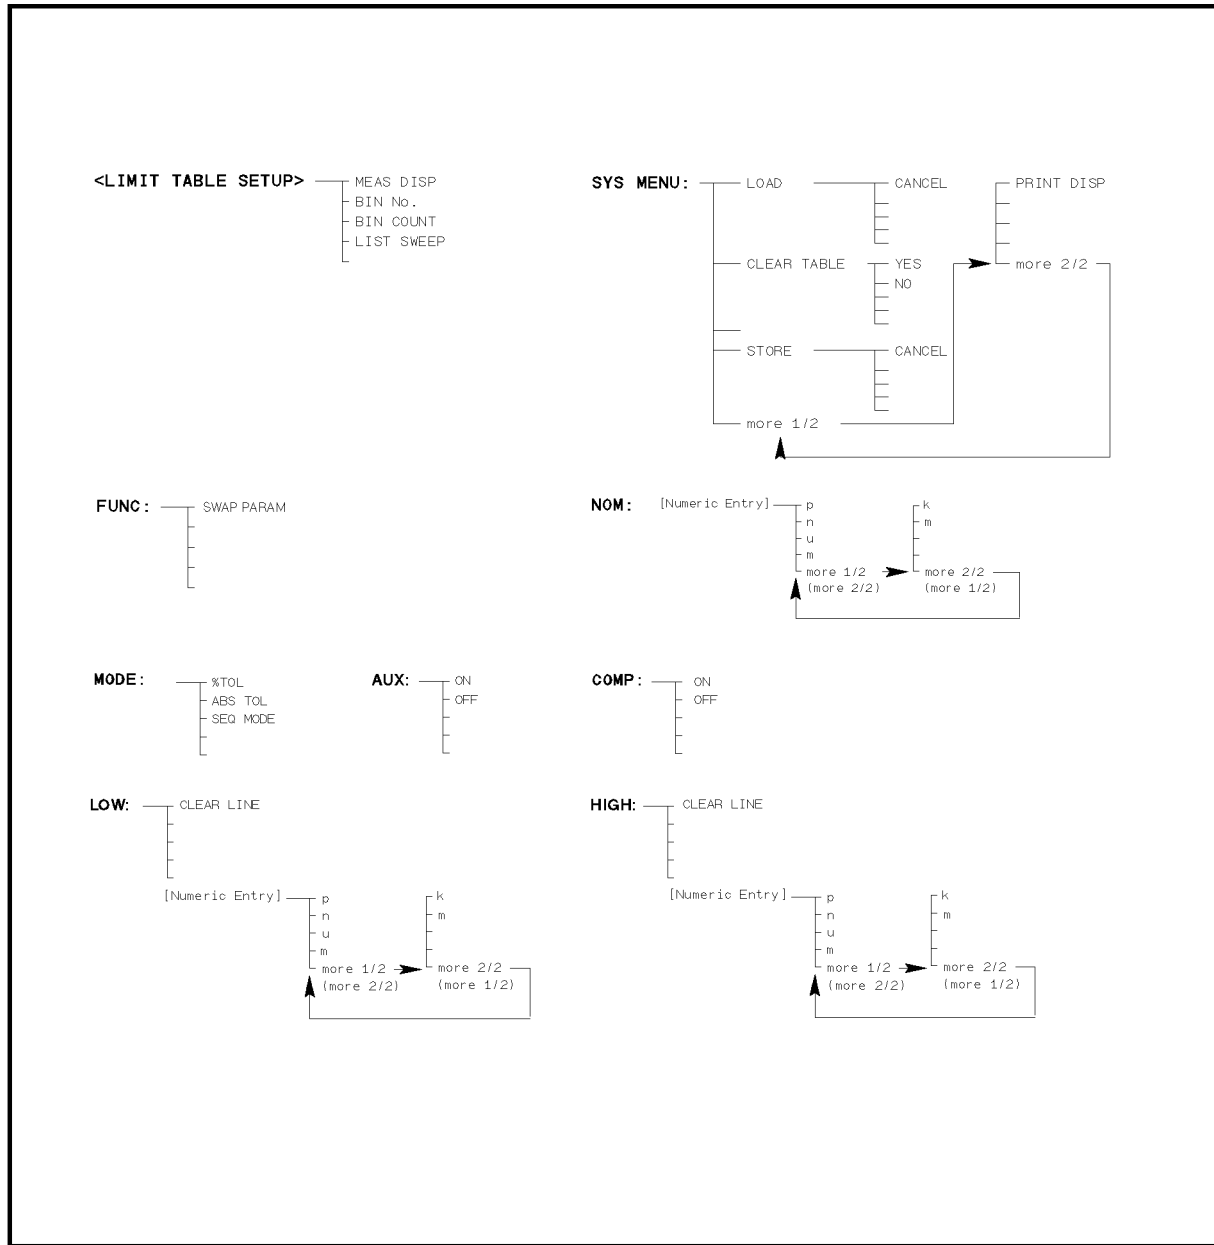 <LIMIT TABLE SETUP>
MEAS DISP
BIN No.
BIN COUNT
LIST SWEEP
SYS MENU:
LOAD
CANCEL
CLEAR TABLE
YES
NO
STORE
CANCEL
more 1/2
PRINT DISP
more 2/2
FUNC:
SWAP PARAM
NOM:
[Numeric Entry]
p
n
u
m
more 1/2
(more 2/2)
k
m
more 2/2
(more 1/2)
MODE:
%TOL
ABS TOL
SEQ MODE
AUX:
ON
OFF
COMP:
ON
OFF
LOW:
CLEAR LINE
[Numeric Entry]
p
n
u
m
more 1/2
(more 2/2)
k
m
more 2/2
(more 1/2)
HIGH:
CLEAR LINE
[Numeric Entry]
p
n
u
m
more 1/2
(more 2/2)
k
m
more 2/2
(more 1/2)